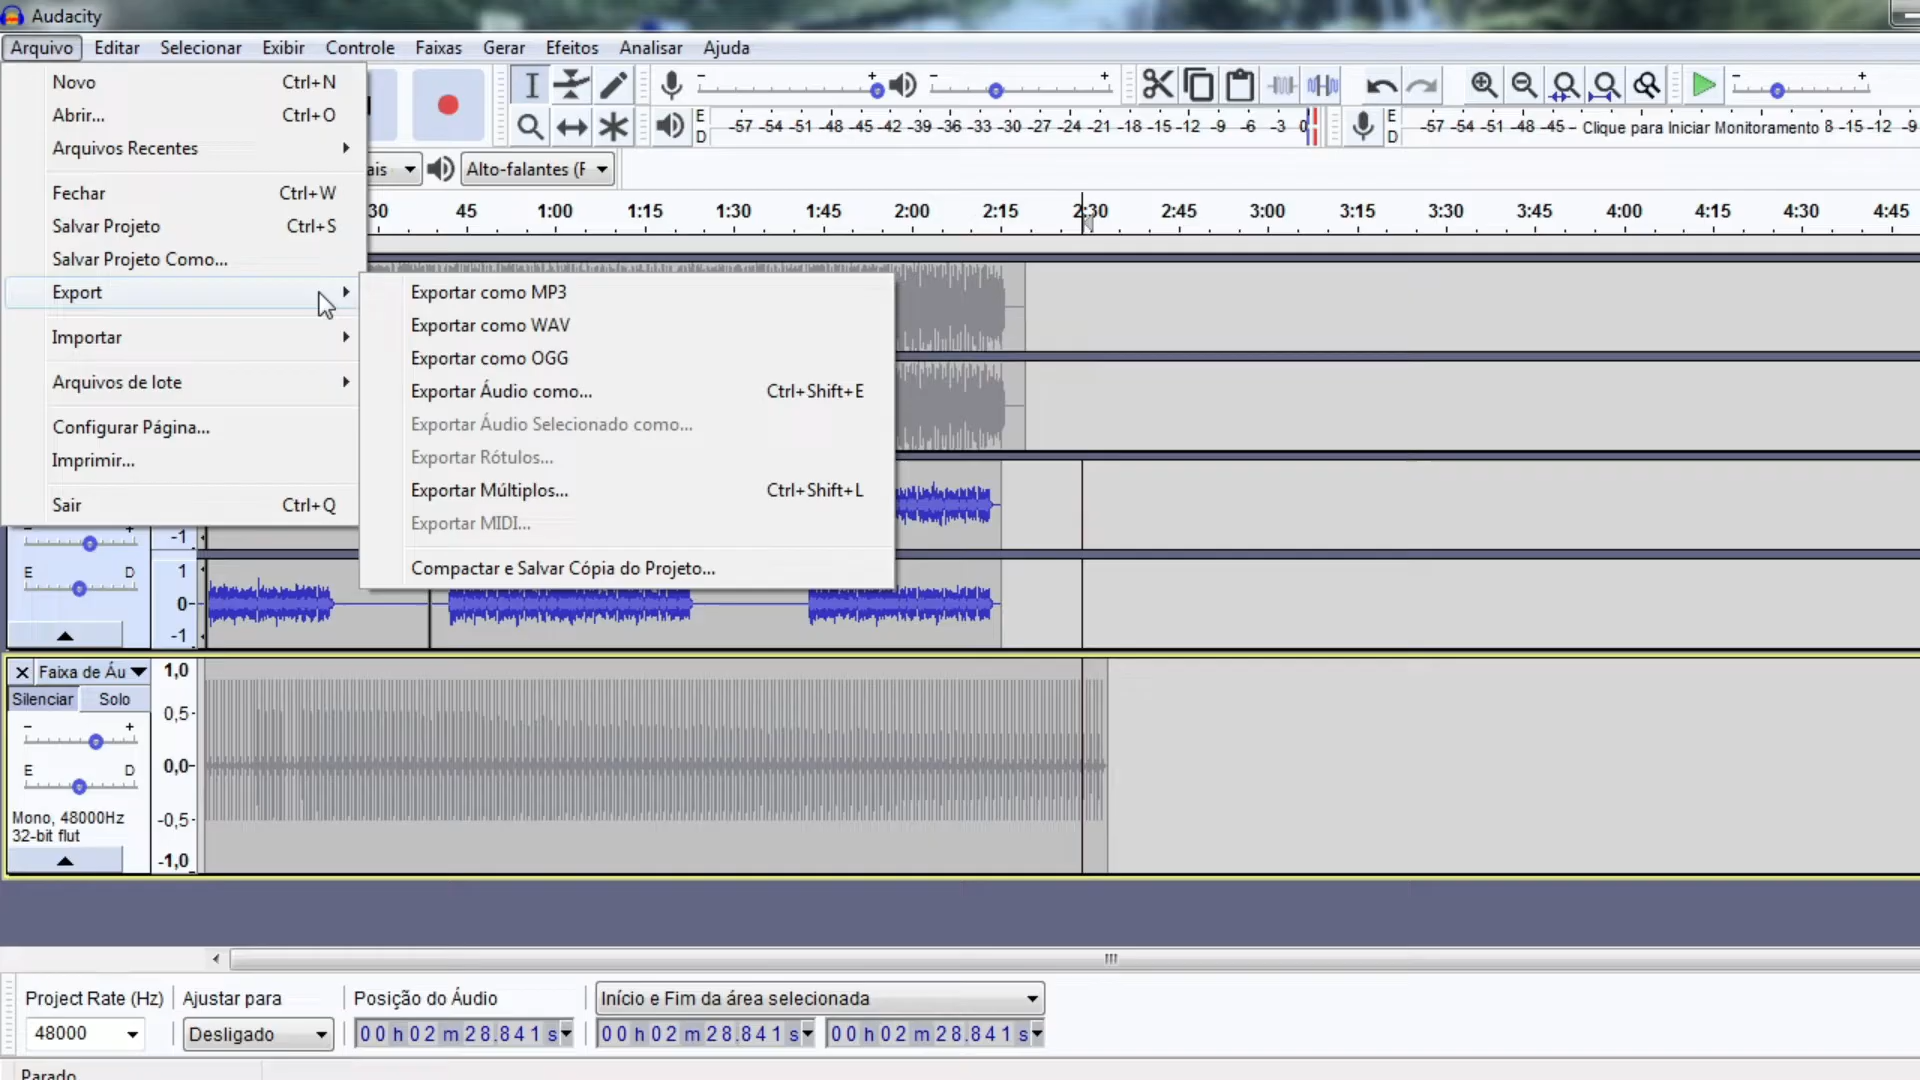 Audacity
Arquivo Editar Selecionar Exibir Controle Faixas Gerar Efeitos Analisar Ajuda
Novo Ctrl+N
Abrir... Ctrl+O
Arquivos Recentes
Fechar Ctrl+W
Salvar Projeto Ctrl+S
Salvar Projeto Como...
Export
Importar
Arquivos de lote
Configurar Página...
Imprimir...
Sair Ctrl+Q
- + - + - +
E D -57 -54 -51 -48 -45 -42 -39 -36 -33 -30 -27 -24 -21 -18 -15 -12 -9 -6 -3 0
E D -57 -54 -51 -48 -45 - Clique para Iniciar Monitoramento 8 -15 -12 -9
ais Alto-falantes (F
30 45 1:00 1:15 1:30 1:45 2:00 2:15 2:30 2:45 3:00 3:15 3:30 3:45 4:00 4:15 4:30 4:45
Exportar como MP3
Exportar como WAV
Exportar como OGG
Exportar Áudio como... Ctrl+Shift+E
Exportar Áudio Selecionado como...
Exportar Rótulos...
Exportar Múltiplos... Ctrl+Shift+L
Exportar MIDI...
Compactar e Salvar Cópia do Projeto...
- + -1
E D 1
0-
-1
Faixa de Áu 1,0
Silenciar Solo
- + 0,5-
E D 0,0-
Mono, 48000Hz -0,5-
32-bit flut
-1,0
Project Rate (Hz) Ajustar para Posição do Áudio Início e Fim da área selecionada
48000 Desligado 00 h 02 m 28.841 s 00 h 02 m 28.841 s 00 h 02 m 28.841 s
Parado